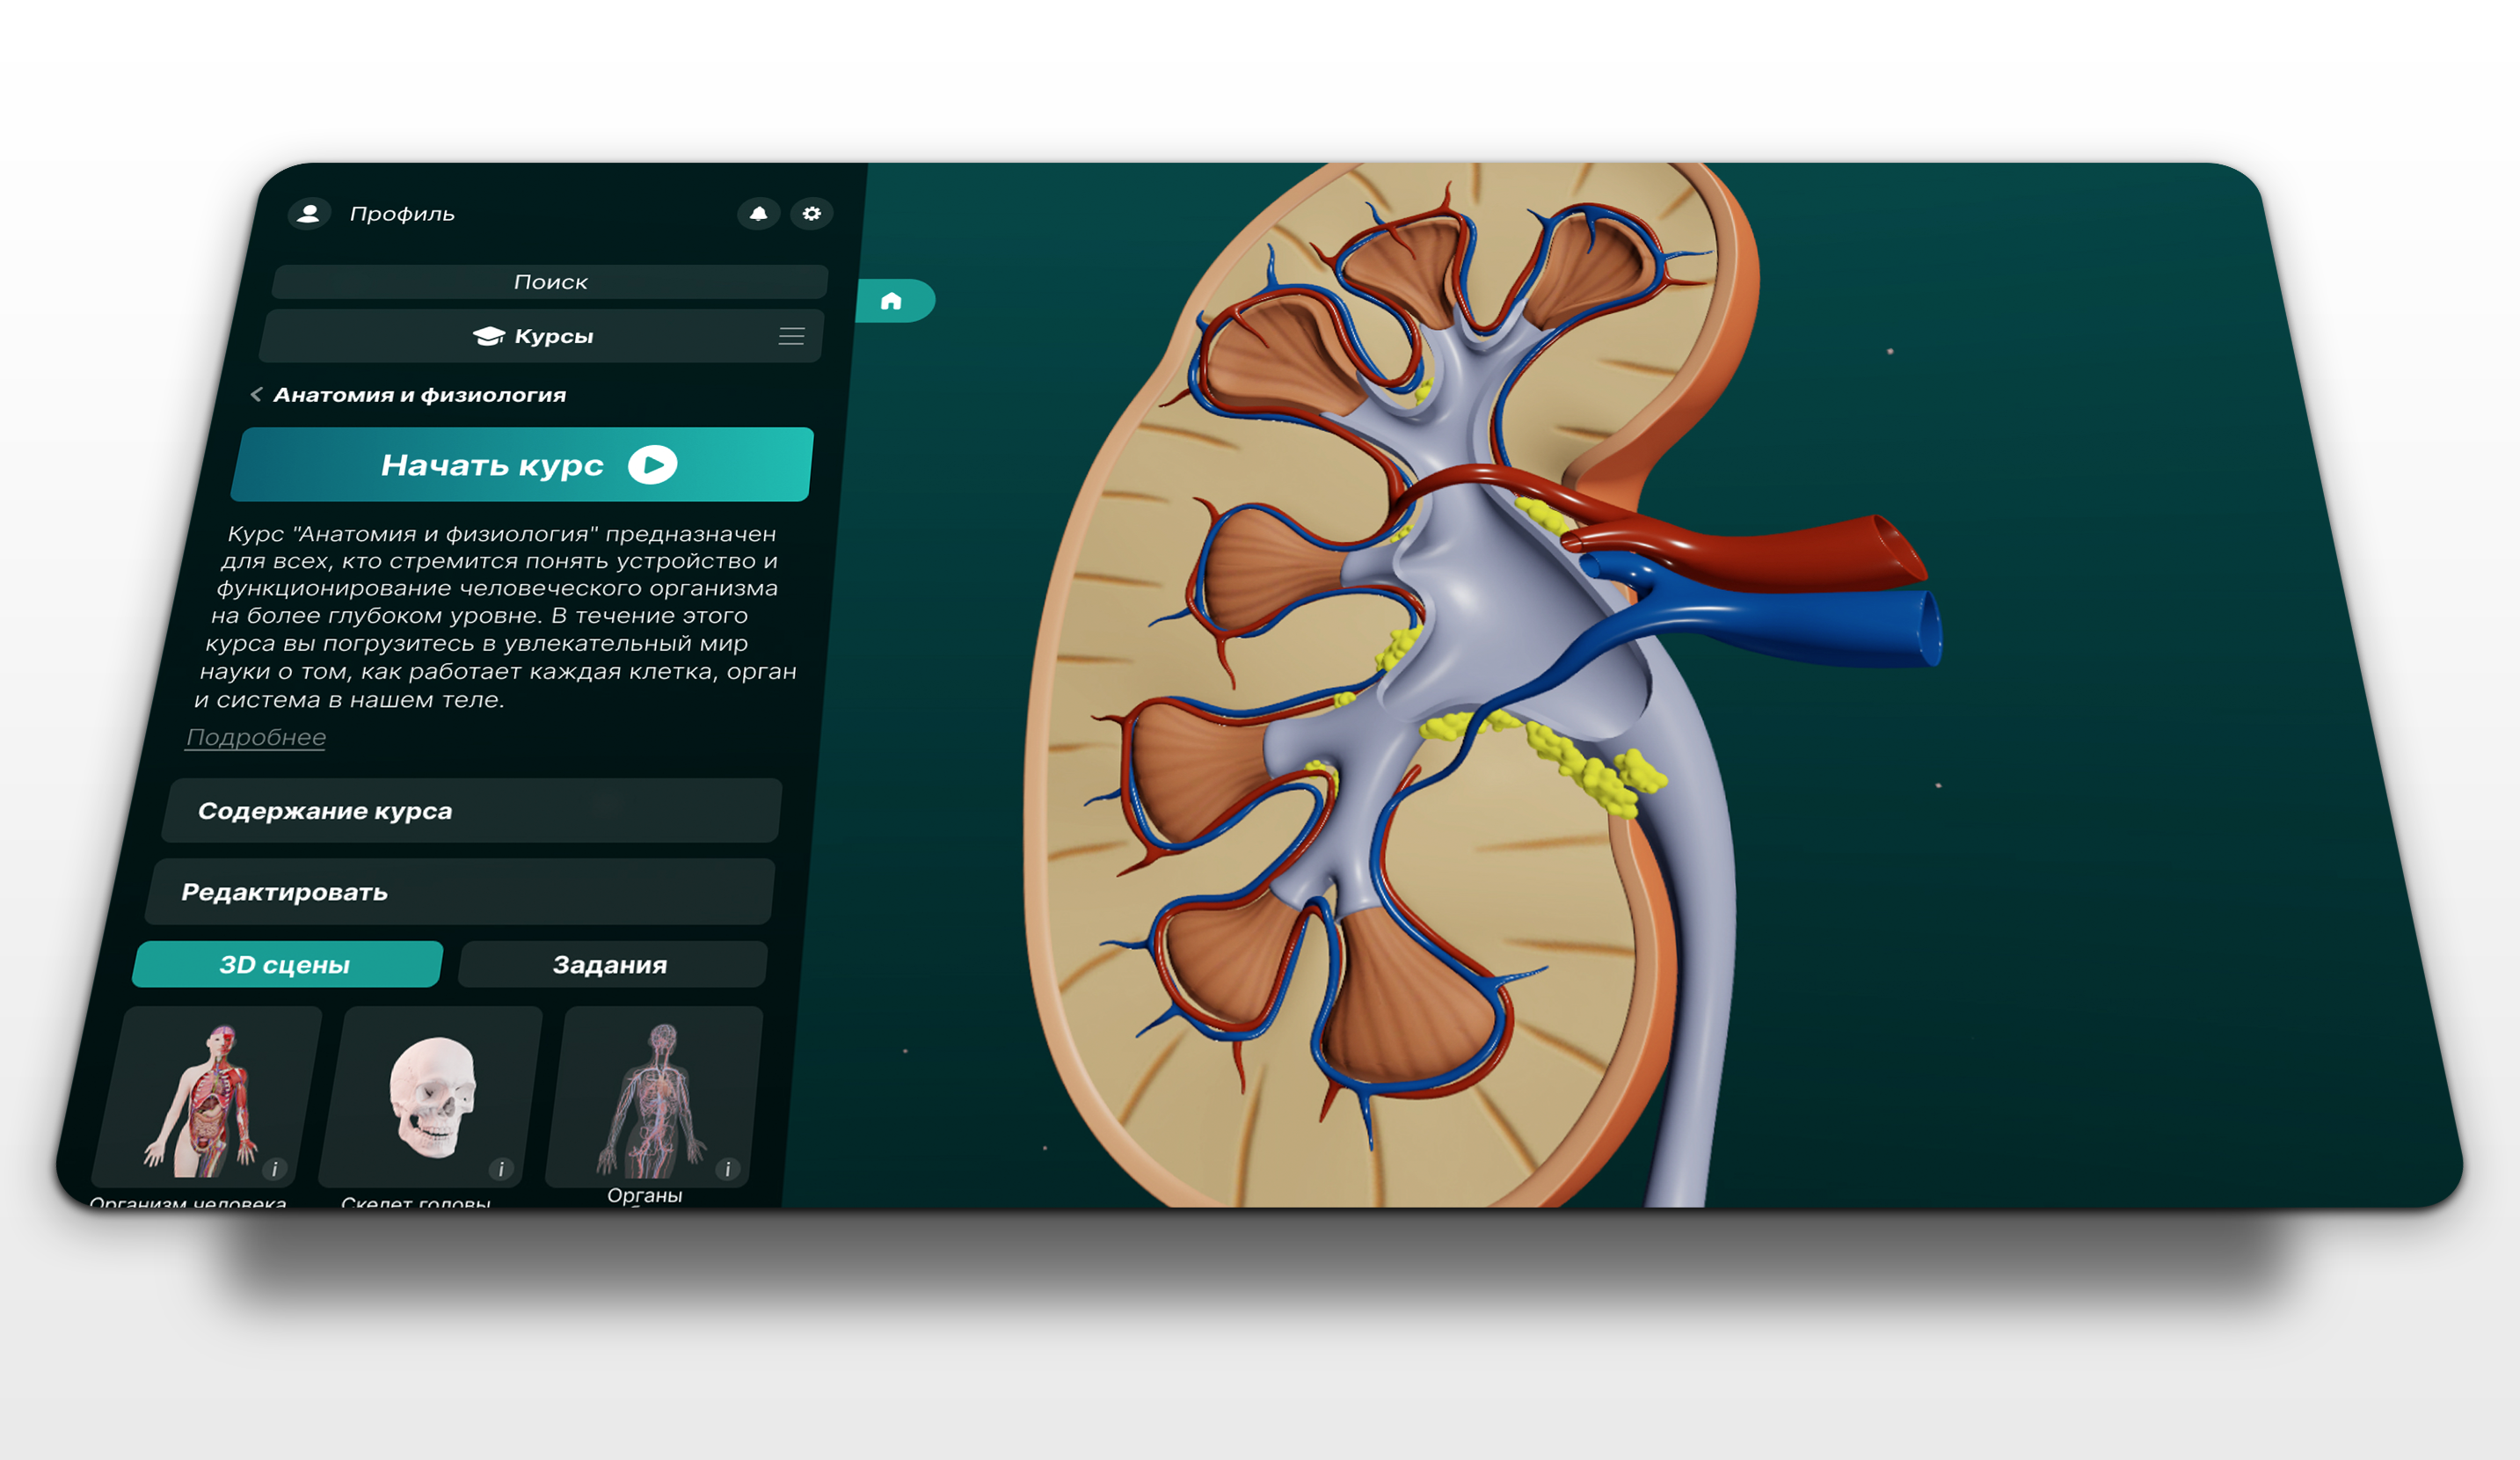 Профиль
Поиск
Курсы
Анатомия и физиология
Начать курс
Курс "Анатомия и физиология" предназначен
для всех, кто стремится понять устройство и
функционирование человеческого организма
на более глубоком уровне. В течение этого
курса вы погрузитесь в увлекательный мир
науки о том, как работает каждая клетка, орган
и система в нашем теле.
Подробнее
Содержание курса
Редактировать
3D сцены
Задания
i
i
i
Организм человека
Скелет головы
Органы